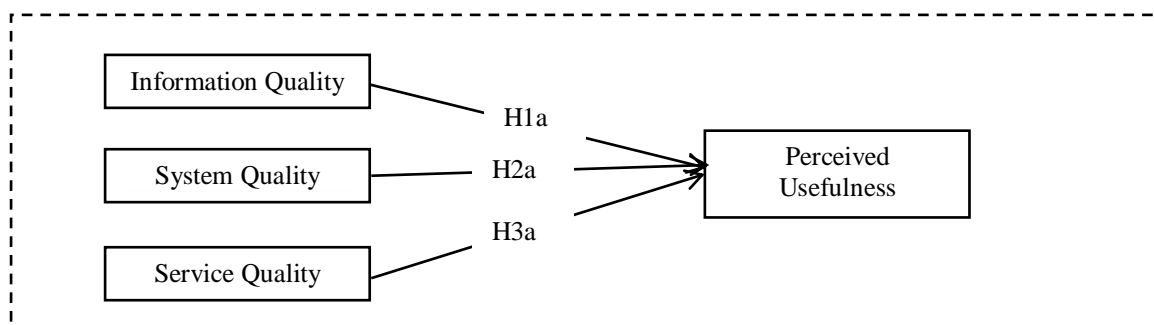 Information Quality
H1a
Perceived
Usefulness
System Quality
H2a
H3a
Service Quality